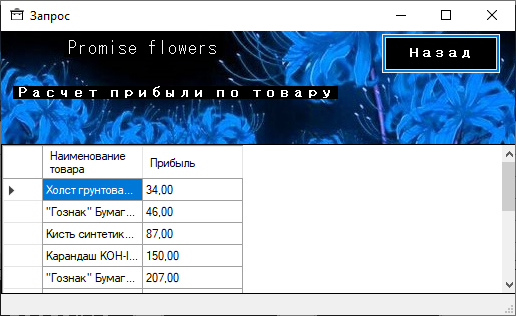 Запрос
Promise flowers
Назад
Расчет прибыли по товару
Наименование товара Прибыль
Холст грунтова... 34,00
"Гознак" Бумаг... 46,00
Кисть синтетик... 87,00
Карандаш KOH-I... 150,00
"Гознак" Бумаг... 207,00